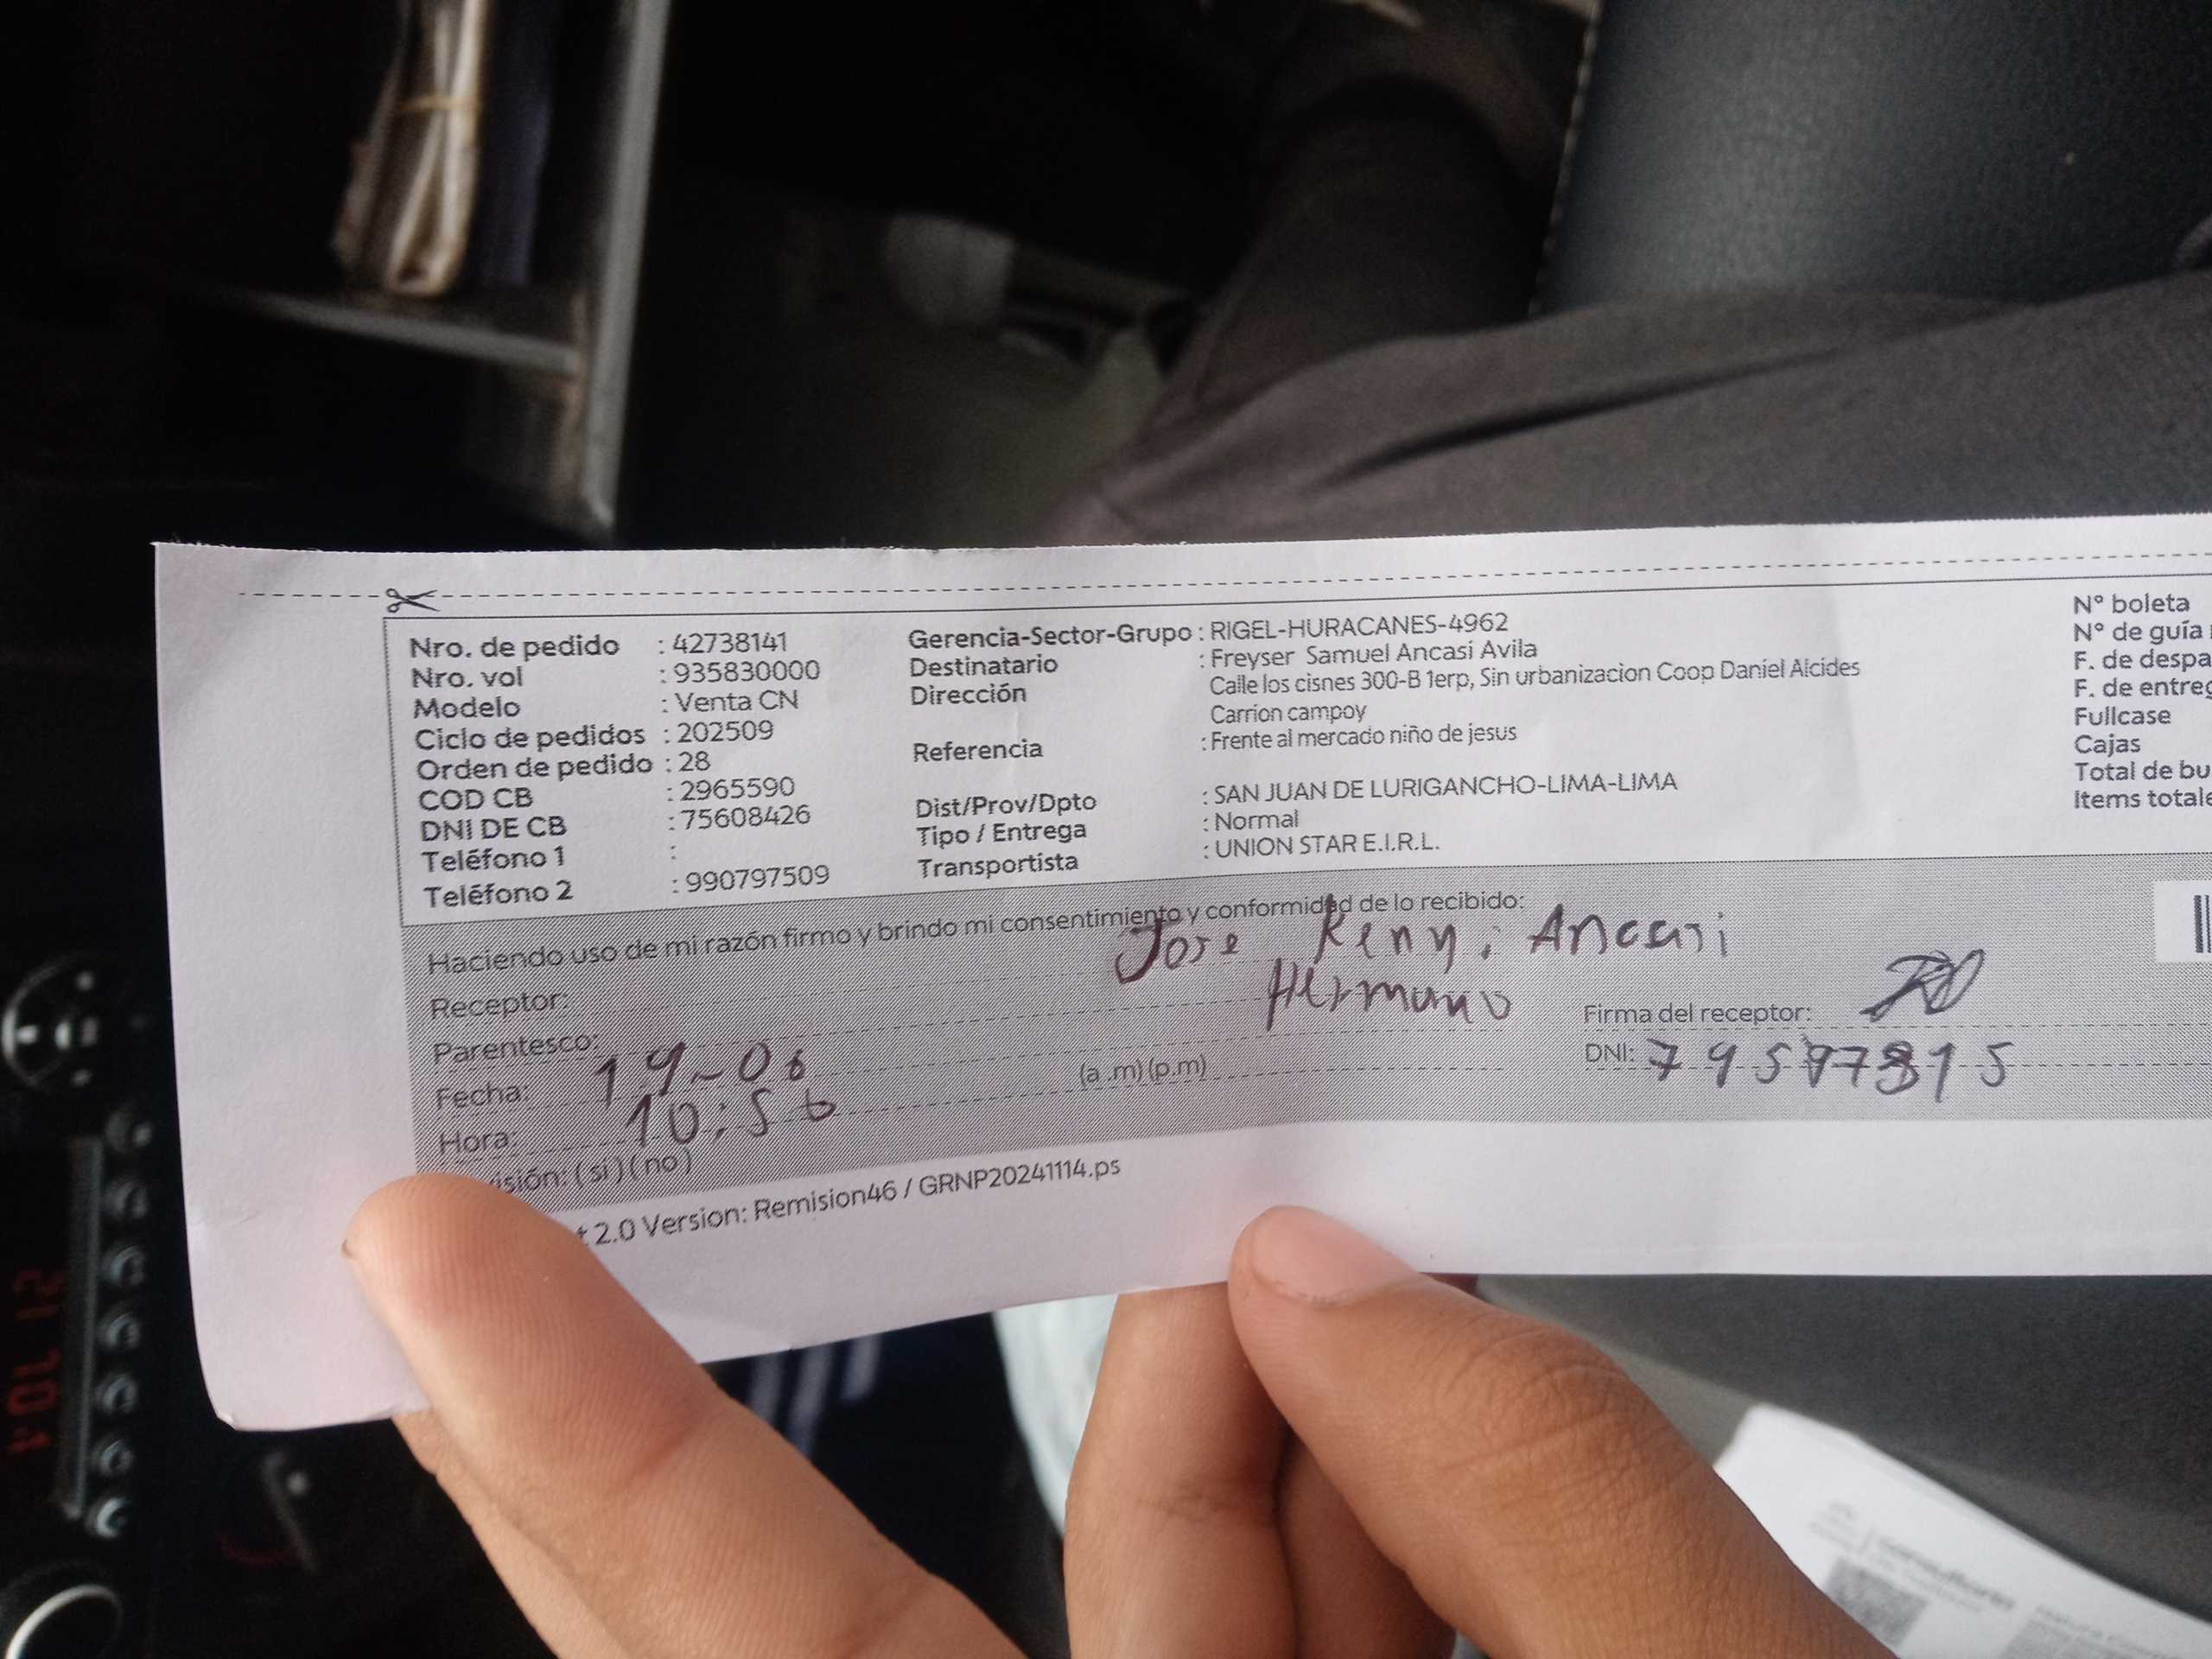 Nro. de pedido : 42738141
Nro. vol : 935830000
Modelo : Venta CN
Ciclo de pedidos : 202509
Orden de pedido : 28
COD CB : 2965590
DNI DE CB : 75608426
Teléfono 1 :
Teléfono 2 : 990797509
Gerencia-Sector-Grupo : RIGEL-HURACANES-4962
Destinatario : Freyser Samuel Ancasi Avila
Dirección Calle los cisnes 300-B 1erp, Sin urbanizacion Coop Daniel Alcides
Carrion campoy
Referencia : Frente al mercado niño de jesus
Dist/Prov/Dpto : SAN JUAN DE LURIGANCHO-LIMA-LIMA
Tipo / Entrega : Normal
Transportista : UNION STAR E.I.R.L.
N° boleta
N° de guía
F. de despa
F. de entreg
Fullcase
Cajas
Total de bu
Items totale
Haciendo uso de mi razón firmo y brindo mi consentimiento y conformidad de lo recibido:
Receptor: Jose Keny. Ancasi
Parentesco: Hermano
Firma del receptor:
Fecha: 19-06
DNI:
Hora: 10:56 (a .m) (p.m)
isión: ( si ) ( no )
t 2.0 Version: Remision46 / GRNP20241114.ps